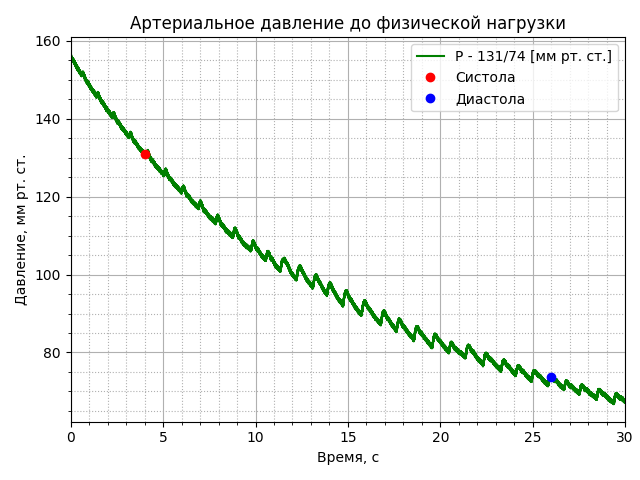 Артериальное давление до физической нагрузки
P - 131/74 [мм рт. ст.]
Систола
Диастола
Давление, мм рт. ст.
160
140
120
100
80
0 5 10 15 20 25 30
Время, с